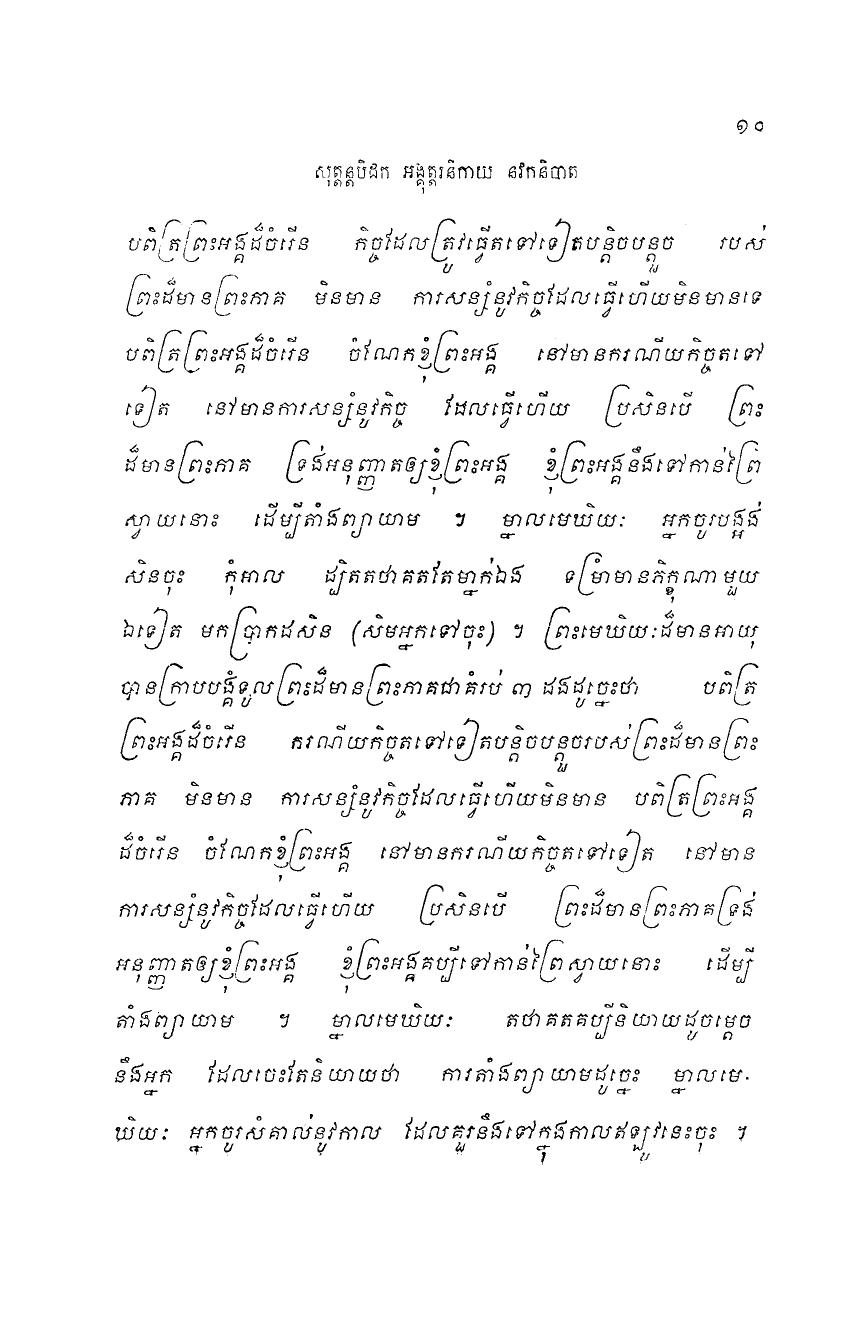 ១០
សុត្តន្តបិដក អង្គុត្តរនិកាយ នវកនិបាត
បពិត្រព្រះអង្គដ៏ចំរើន កិច្ចដែលត្រូវធ្វើតទៅទៀតបន្តិចបន្តួច របស់
ព្រះដ៏មានព្រះភាគ មិនមាន ការសន្សំនូវកិច្ចដែលធ្វើហើយមិនមានទេ
បពិត្រព្រះអង្គដ៏ចំរើន ចំណែកខ្ញុំព្រះអង្គ នៅមានករណីយកិច្ចតទៅ
ទៀត នៅមានការសន្សំនូវកិច្ច ដែលធ្វើហើយ ប្រសិនបើ ព្រះ
ដ៏មានព្រះភាគ ទ្រង់អនុញ្ញាតឲ្យខ្ញុំព្រះអង្គ ខ្ញុំព្រះអង្គនឹងទៅកាន់ព្រៃ
ស្វាយនោះ ដើម្បីតាំងព្យាយាម ។ ម្នាលមេឃិយៈ អ្នកចូរបង្អង់
សិនចុះ កុំអាល ដ្បិតតថាគតតែម្នាក់ឯង ទម្រាំមានភិក្ខុណាមួយ
ឯទៀត មកប្រាកដសិន (សិមអ្នកទៅចុះ) ។ ព្រះមេឃិយៈដ៏មានអាយុ
បានក្រាបបង្គំទូលព្រះដ៏មានព្រះភាគជាគំរប់ ៣ ដងដូច្នេះថា បពិត្រ
ព្រះអង្គដ៏ចំរើន ករណីយកិច្ចតទៅទៀតបន្តិចបន្តួចរបស់ព្រះដ៏មានព្រះ
ភាគ មិនមាន ការសន្សំនូវកិច្ចដែលធ្វើហើយមិនមាន បពិត្រព្រះអង្គ
ដ៏ចំរើន ចំណែកខ្ញុំព្រះអង្គ នៅមានករណីយកិច្ចតទៅទៀត នៅមាន
ការសន្សំនូវកិច្ចដែលធ្វើហើយ ប្រសិនបើ ព្រះដ៏មានព្រះភាគទ្រង់
អនុញ្ញាតឲ្យខ្ញុំព្រះអង្គ ខ្ញុំព្រះអង្គគប្បីទៅកាន់ព្រៃស្វាយនោះ ដើម្បី
តាំងព្យាយាម ។ ម្នាលមេឃិយៈ តថាគតគប្បីនិយាយដូចម្តេច
នឹងអ្នក ដែលចេះតែនិយាយថា ការតាំងព្យាយាមដូច្នេះ ម្នាលមេ-
ឃិយៈ អ្នកចូរសំគាល់នូវកាល ដែលគួរនឹងទៅក្នុងកាលឥឡូវនេះចុះ ។